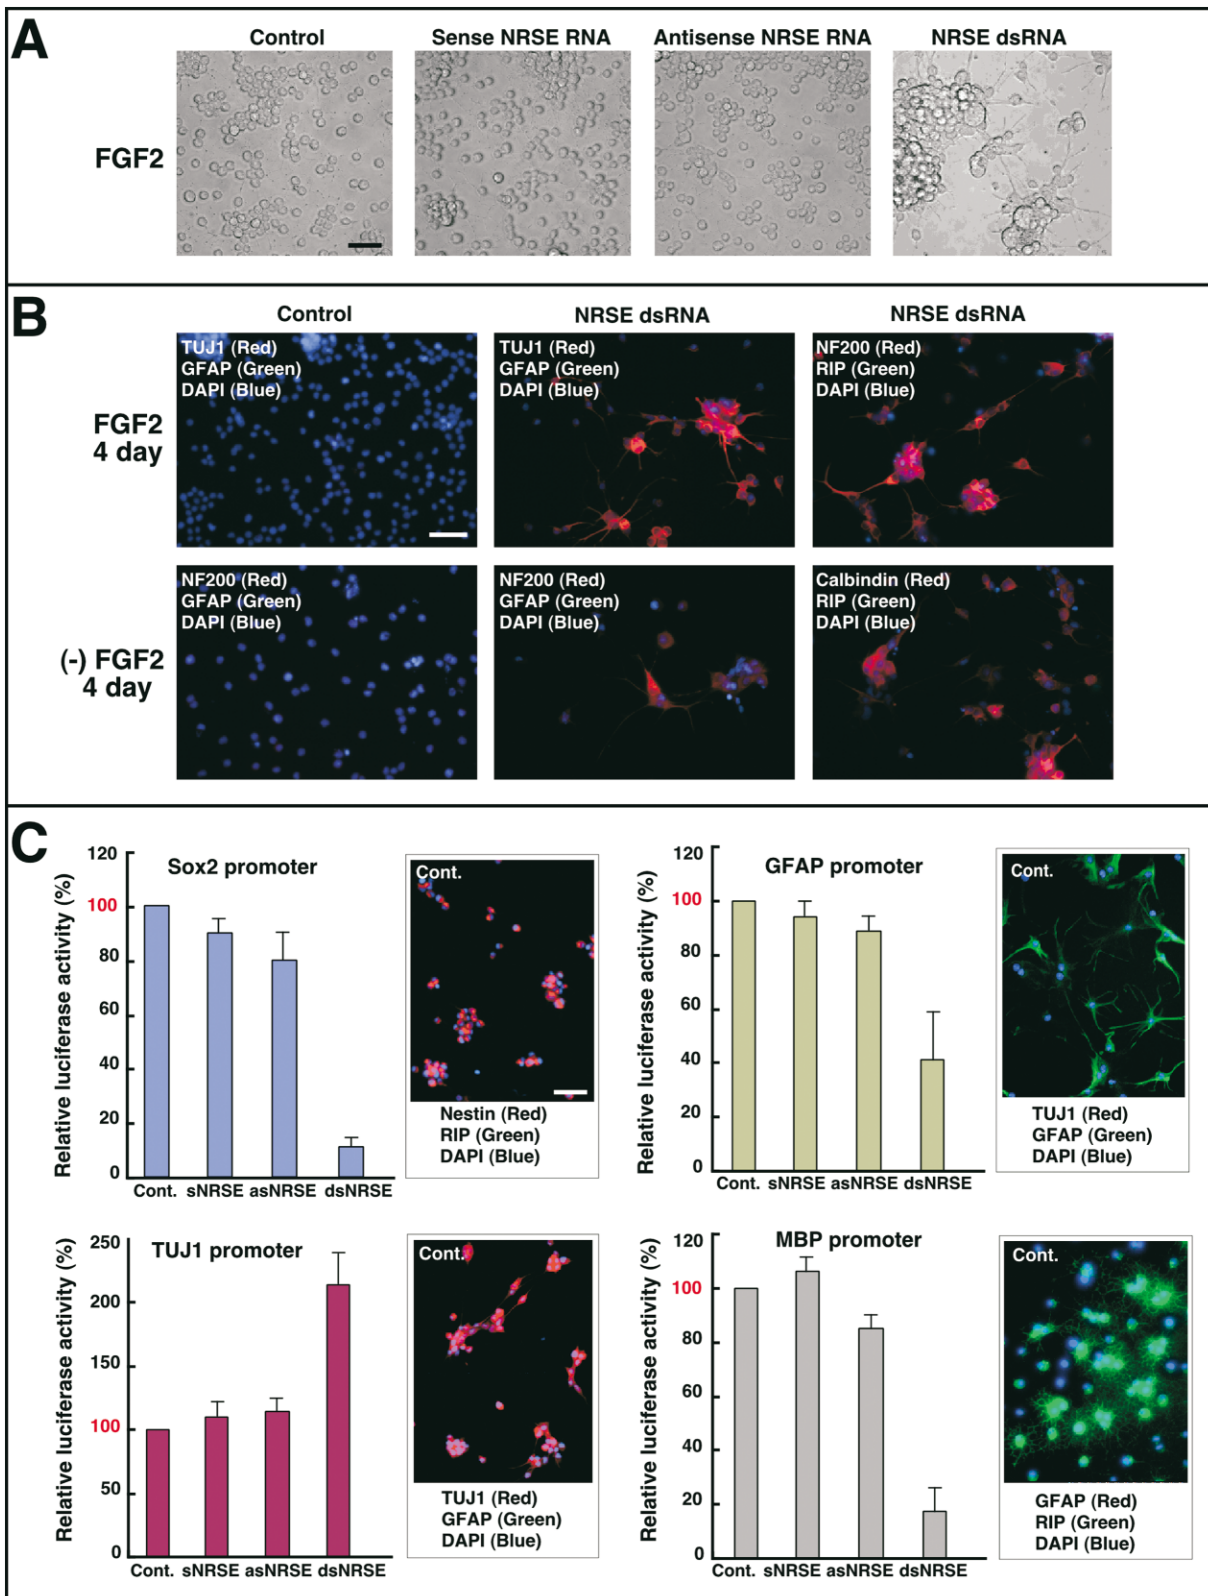 A
Control
Sense NRSE RNA
Antisense NRSE RNA
NRSE dsRNA
FGF2
B
Control
NRSE dsRNA
NRSE dsRNA
FGF2
4 day
TUJ1 (Red)
GFAP (Green)
DAPI (Blue)
TUJ1 (Red)
GFAP (Green)
DAPI (Blue)
NF200 (Red)
RIP (Green)
DAPI (Blue)
(-) FGF2
4 day
NF200 (Red)
GFAP (Green)
DAPI (Blue)
NF200 (Red)
GFAP (Green)
DAPI (Blue)
Calbindin (Red)
RIP (Green)
DAPI (Blue)
C
Sox2 promoter
Relative luciferase activity (%)
120
100
80
60
40
20
0
Cont. sNRSE asNRSE dsNRSE
Cont.
Nestin (Red)
RIP (Green)
DAPI (Blue)
GFAP promoter
Relative luciferase activity (%)
120
100
80
60
40
20
0
Cont. sNRSE asNRSE dsNRSE
Cont.
TUJ1 (Red)
GFAP (Green)
DAPI (Blue)
TUJ1 promoter
Relative luciferase activity (%)
250
200
150
100
50
0
Cont. sNRSE asNRSE dsNRSE
Cont.
TUJ1 (Red)
GFAP (Green)
DAPI (Blue)
MBP promoter
Relative luciferase activity (%)
120
100
80
60
40
20
0
Cont. sNRSE asNRSE dsNRSE
Cont.
GFAP (Red)
RIP (Green)
DAPI (Blue)